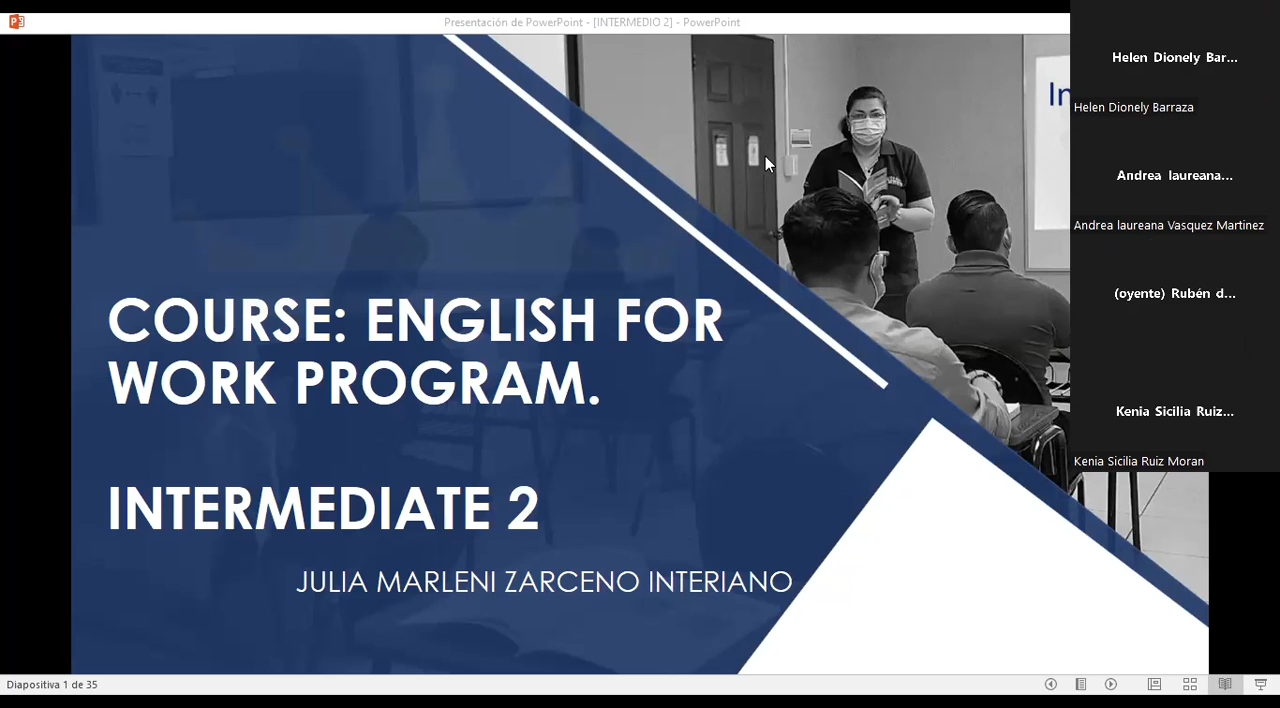 Presentación de PowerPoint - [INTERMEDIO 2] - PowerPoint
In
COURSE: ENGLISH FOR
WORK PROGRAM.
INTERMEDIATE 2
JULIA MARLENI ZARCENO INTERIANO
Helen Dionely Bar...
Helen Dionely Barraza
Andrea laureana...
Andrea laureana Vasquez Martinez
(oyente) Rubén d...
Kenia Sicilia Ruiz...
Kenia Sicilia Ruiz Moran
Diapositiva 1 de 35